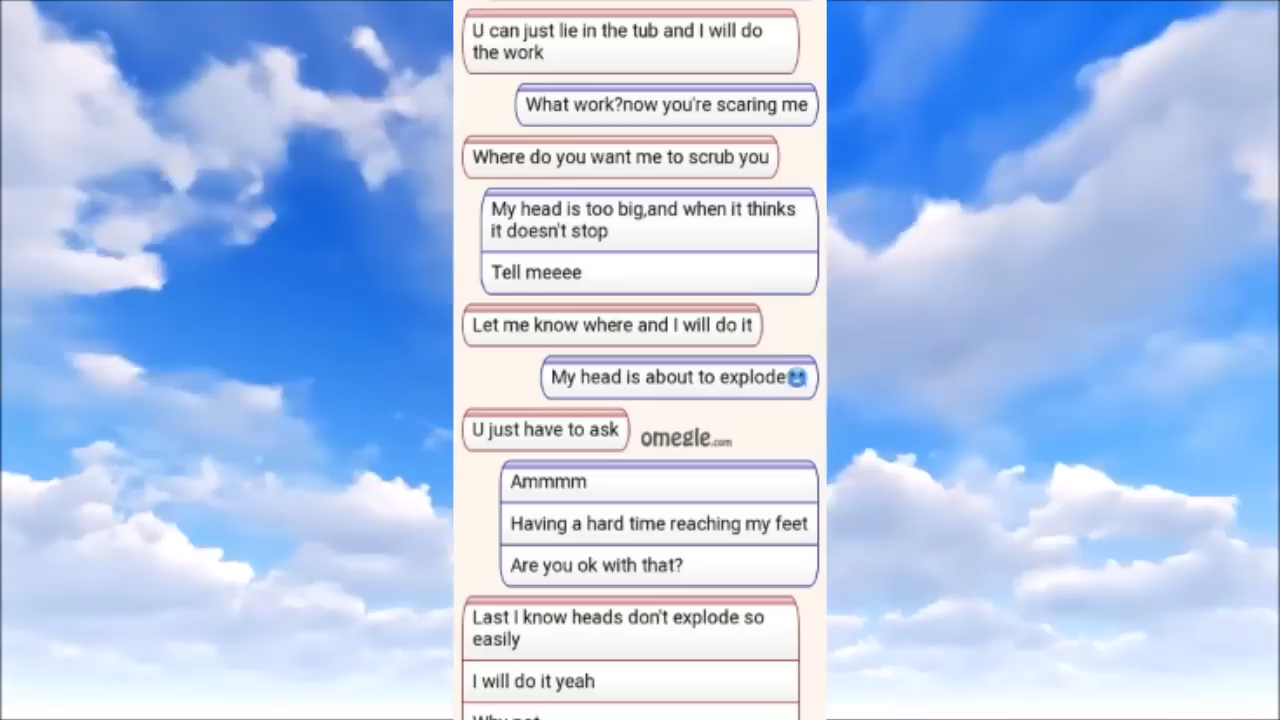 U can just lie in the tub and I will do
the work
What work?now you're scaring me
Where do you want me to scrub you
My head is too big,and when it thinks
it doesn't stop
Tell meeee
Let me know where and I will do it
My head is about to explode🥶
U just have to ask
omegle.com
Ammmm
Having a hard time reaching my feet
Are you ok with that?
Last I know heads don't explode so
easily
I will do it yeah
Why not